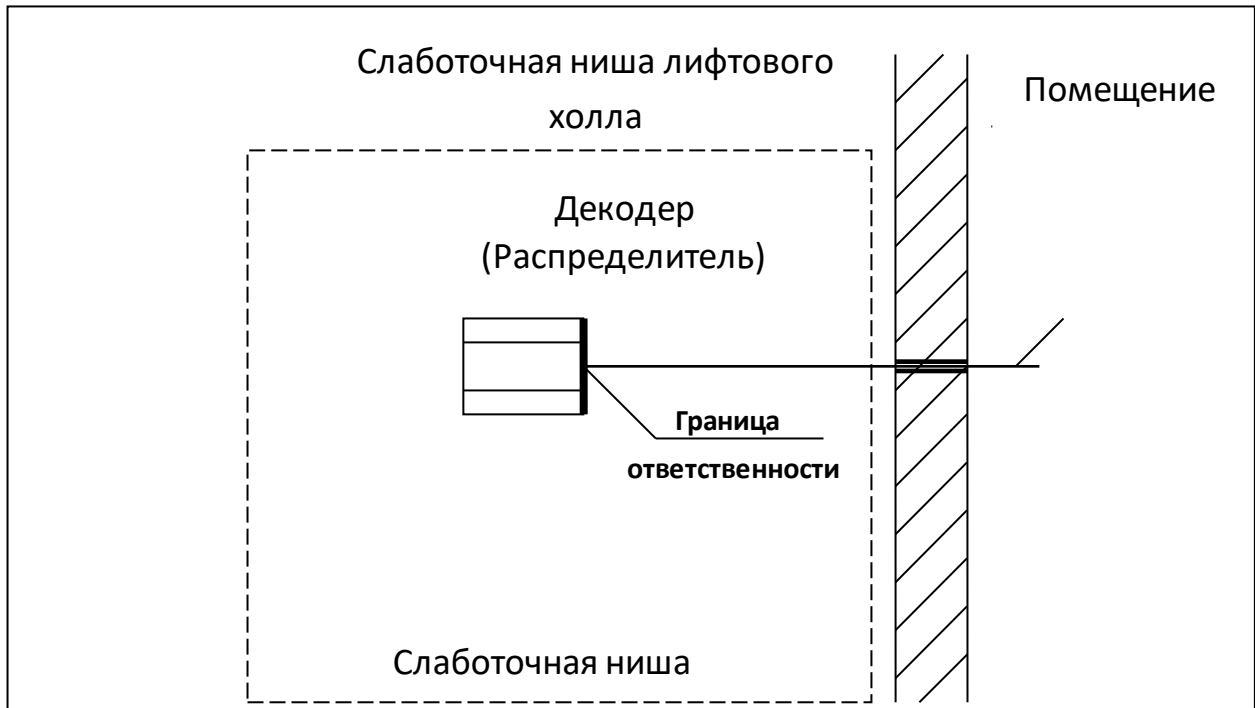 Слаботочная ниша лифтового
холла
Помещение
Декодер
(Распределитель)
Граница
ответственности
Слаботочная ниша